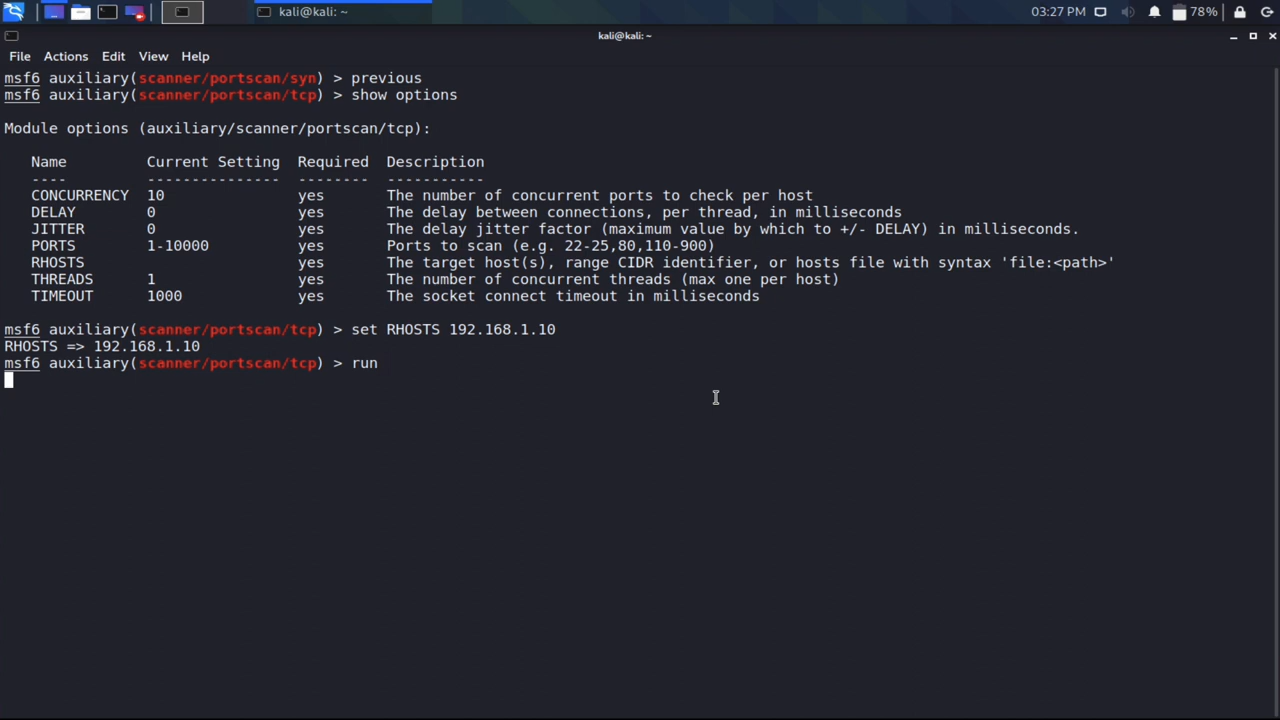 kali@kali: ~
03:27 PM
78%
kali@kali: ~
File Actions Edit View Help
msf6 auxiliary(scanner/portscan/syn) > previous
msf6 auxiliary(scanner/portscan/tcp) > show options
Module options (auxiliary/scanner/portscan/tcp):
Name Current Setting Required Description
---- --------------- -------- -----------
CONCURRENCY 10 yes The number of concurrent ports to check per host
DELAY 0 yes The delay between connections, per thread, in milliseconds
JITTER 0 yes The delay jitter factor (maximum value by which to +/- DELAY) in milliseconds.
PORTS 1-10000 yes Ports to scan (e.g. 22-25,80,110-900)
RHOSTS yes The target host(s), range CIDR identifier, or hosts file with syntax 'file:<path>'
THREADS 1 yes The number of concurrent threads (max one per host)
TIMEOUT 1000 yes The socket connect timeout in milliseconds
msf6 auxiliary(scanner/portscan/tcp) > set RHOSTS 192.168.1.10
RHOSTS => 192.168.1.10
msf6 auxiliary(scanner/portscan/tcp) > run